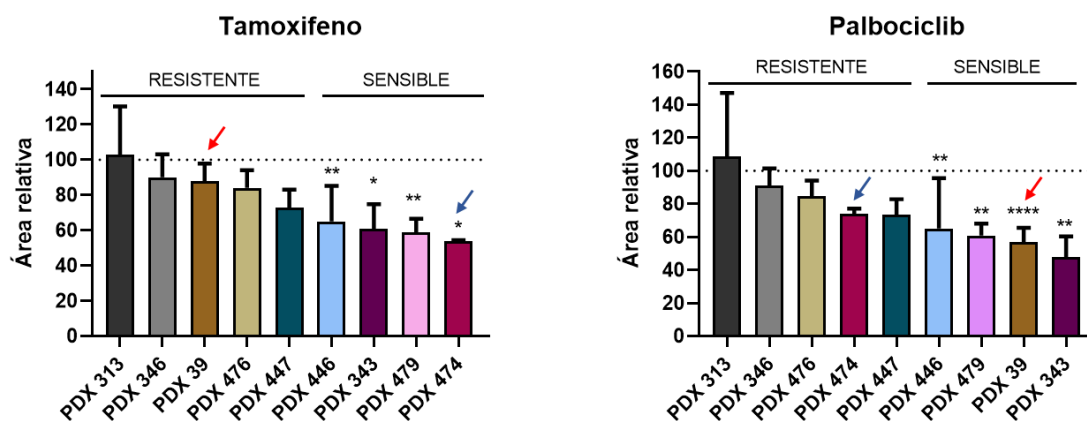 Tamoxifeno
RESISTENTE SENSIBLE
Área relativa
140
120
100
80
60
40
20
0
** * ** *
PDX 313 PDX 346 PDX 39 PDX 476 PDX 447 PDX 446 PDX 343 PDX 479 PDX 474
Palbociclib
RESISTENTE SENSIBLE
Área relativa
160
140
120
100
80
60
40
20
0
** ** **** **
PDX 313 PDX 346 PDX 476 PDX 474 PDX 447 PDX 446 PDX 479 PDX 39 PDX 343